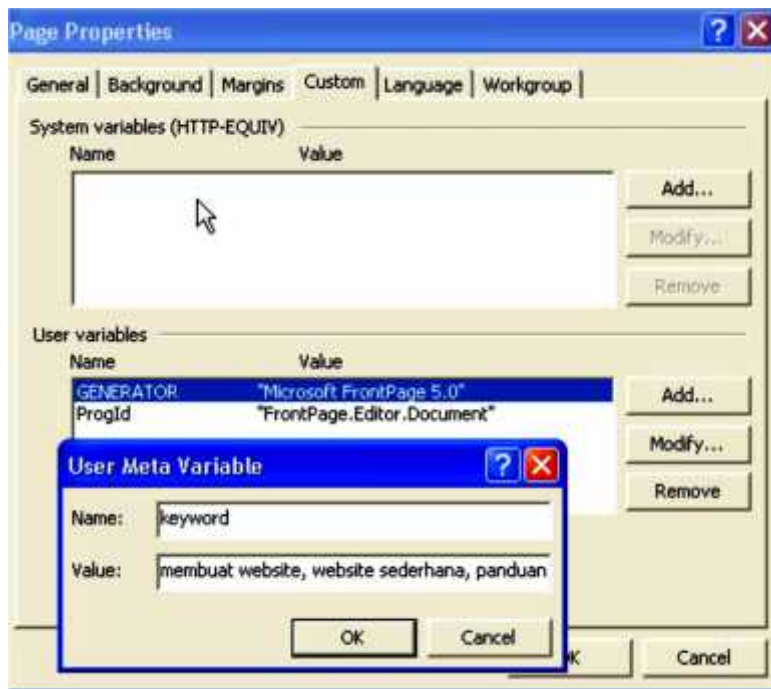 Page Properties
General Background Margins Custom Language Workgroup
System variables (HTTP-EQUIV)
Name Value
Add...
Modify...
Remove
User variables
Name Value
GENERATOR "Microsoft FrontPage 5.0"
ProgId "FrontPage.Editor.Document"
Add...
Modify...
Remove
User Meta Variable
Name: keyword
Value: membuat website, website sederhana, panduan
OK Cancel
K Cancel